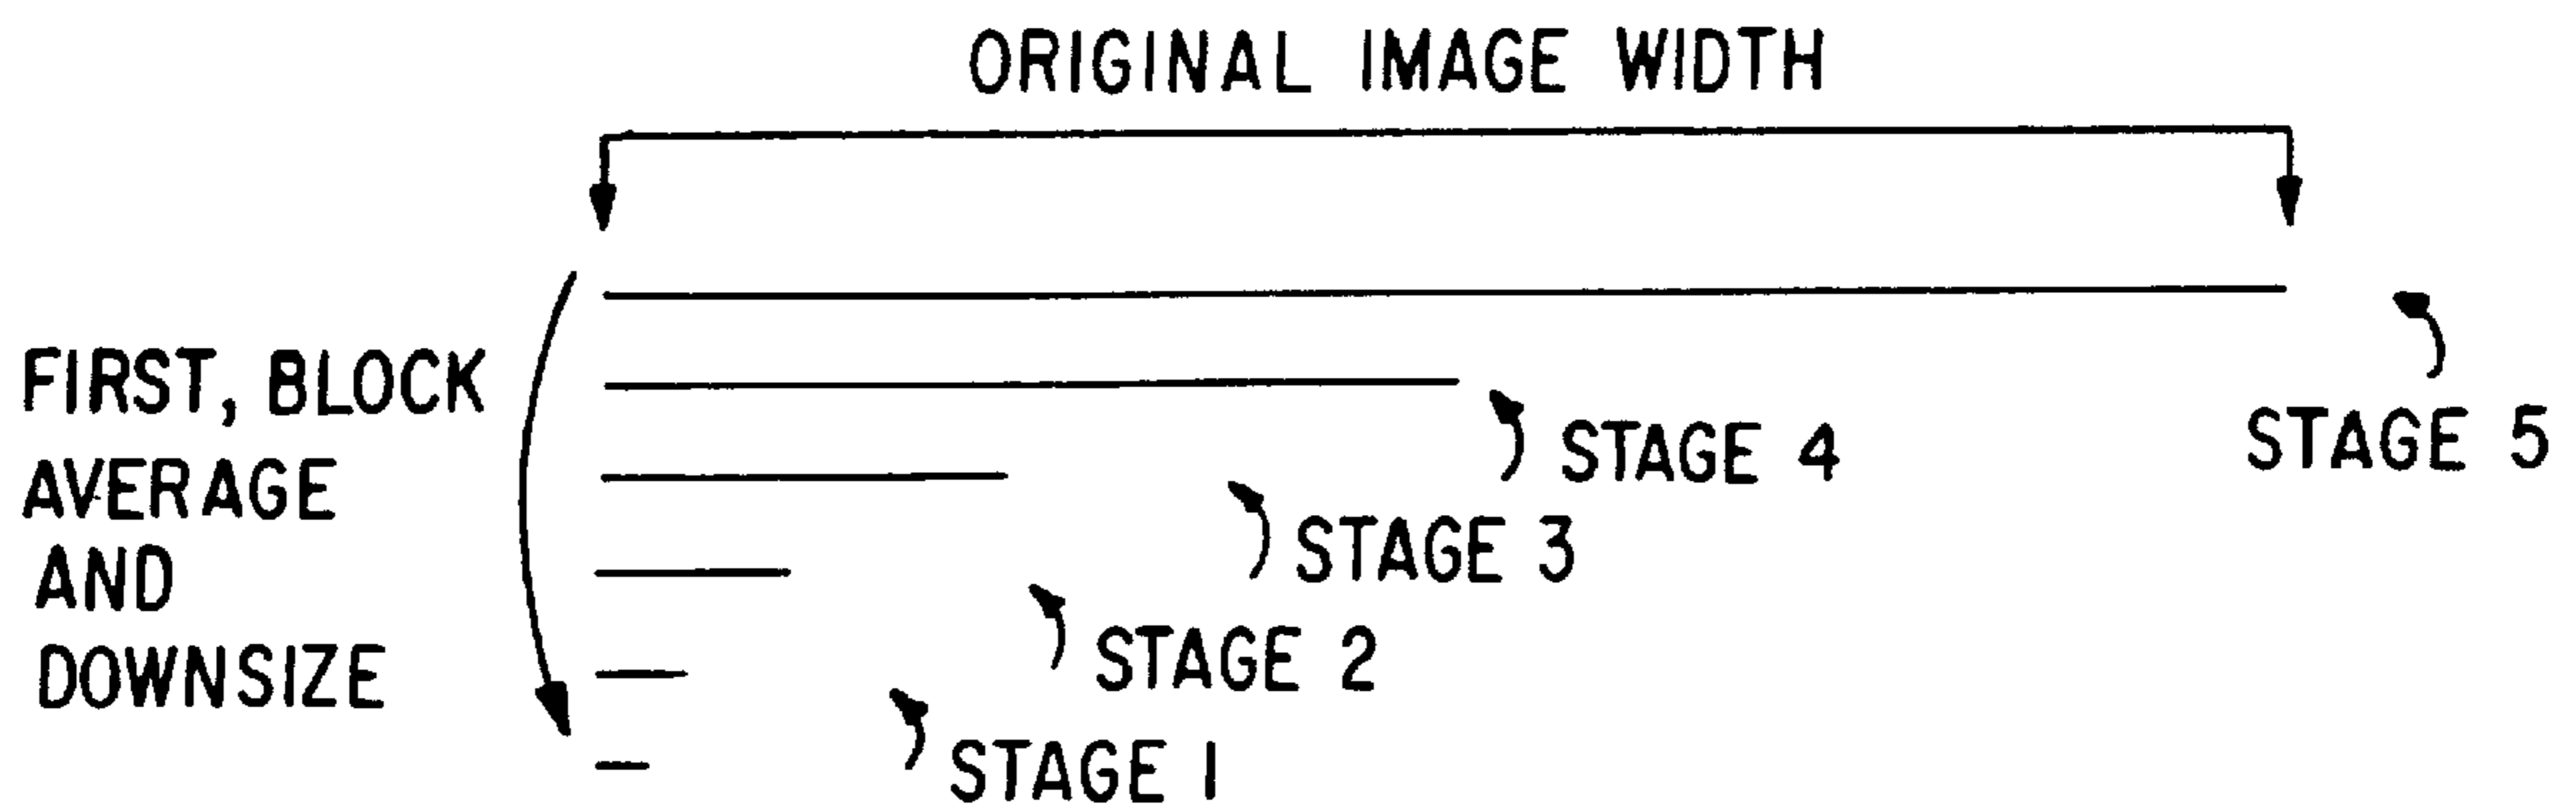 ORIGINAL IMAGE WIDTH
FIRST, BLOCK
AVERAGE
AND
DOWNSIZE
STAGE 5
STAGE 4
STAGE 3
STAGE 2
STAGE 1